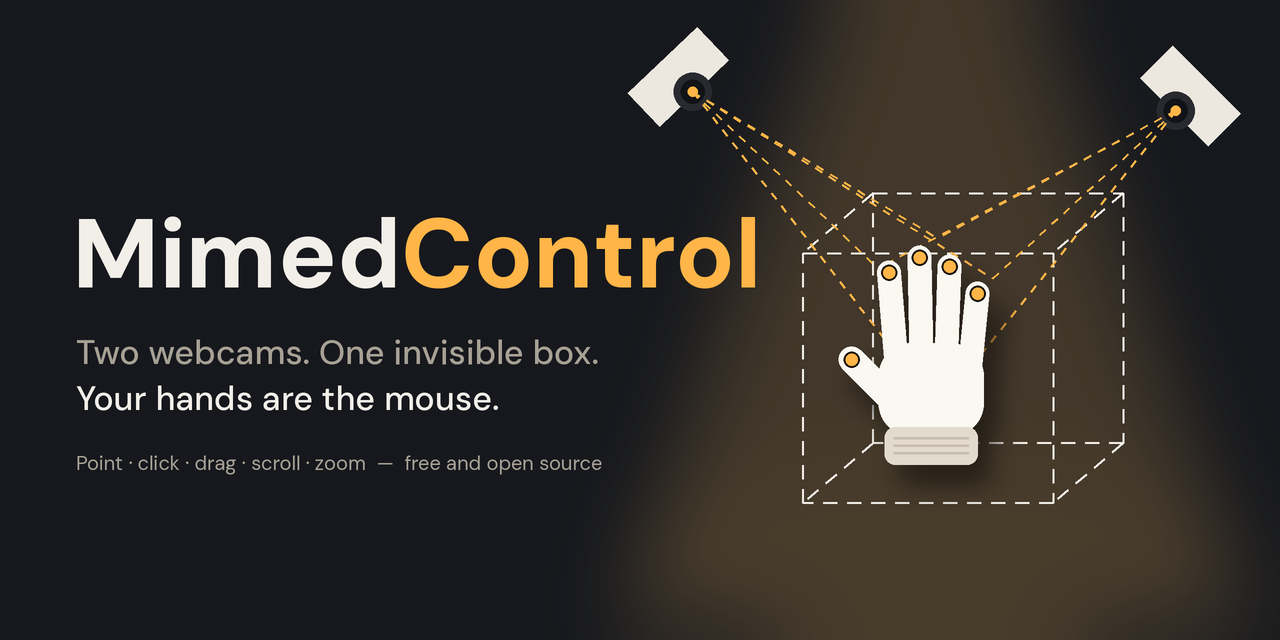 MimedControl
Two webcams. One invisible box.
Your hands are the mouse.
Point · click · drag · scroll · zoom — free and open source